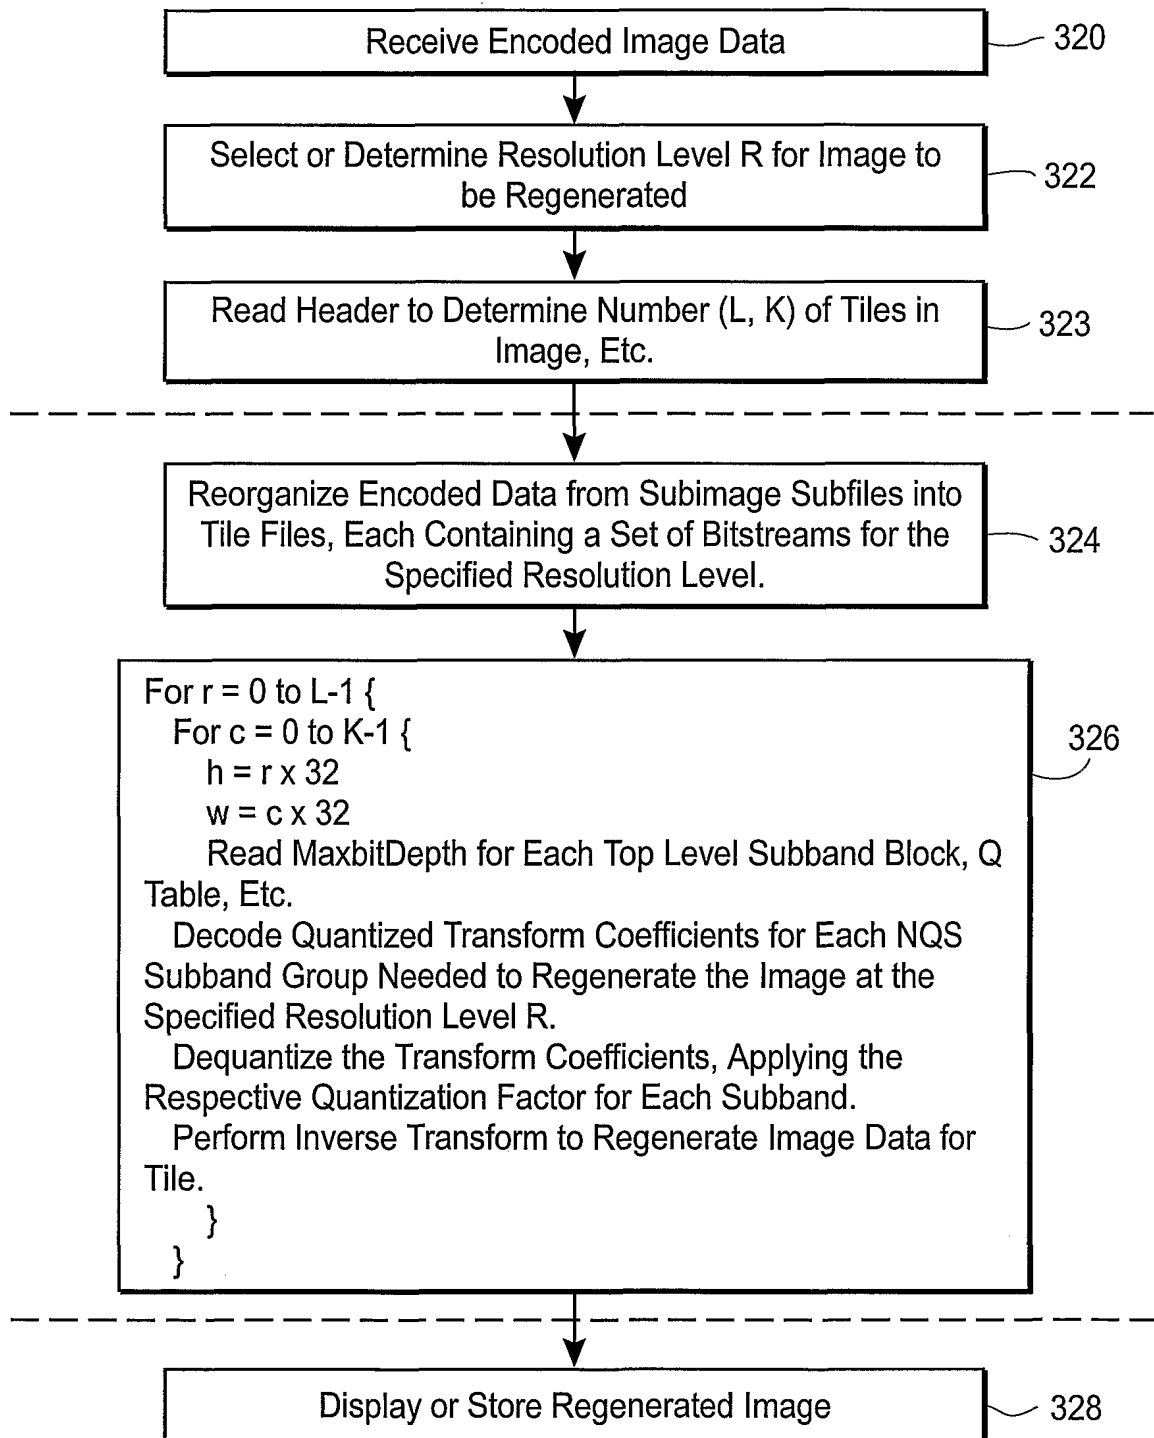 Receive Encoded Image Data
320
Select or Determine Resolution Level R for Image to
be Regenerated
322
Read Header to Determine Number (L, K) of Tiles in
Image, Etc.
323
Reorganize Encoded Data from Subimage Subfiles into
Tile Files, Each Containing a Set of Bitstreams for the
Specified Resolution Level.
324
For r = 0 to L-1 {
For c = 0 to K-1 {
h = r x 32
w = c x 32
Read MaxbitDepth for Each Top Level Subband Block, Q
Table, Etc.
Decode Quantized Transform Coefficients for Each NQS
Subband Group Needed to Regenerate the Image at the
Specified Resolution Level R.
Dequantize the Transform Coefficients, Applying the
Respective Quantization Factor for Each Subband.
Perform Inverse Transform to Regenerate Image Data for
Tile.
}
}
326
Display or Store Regenerated Image
328